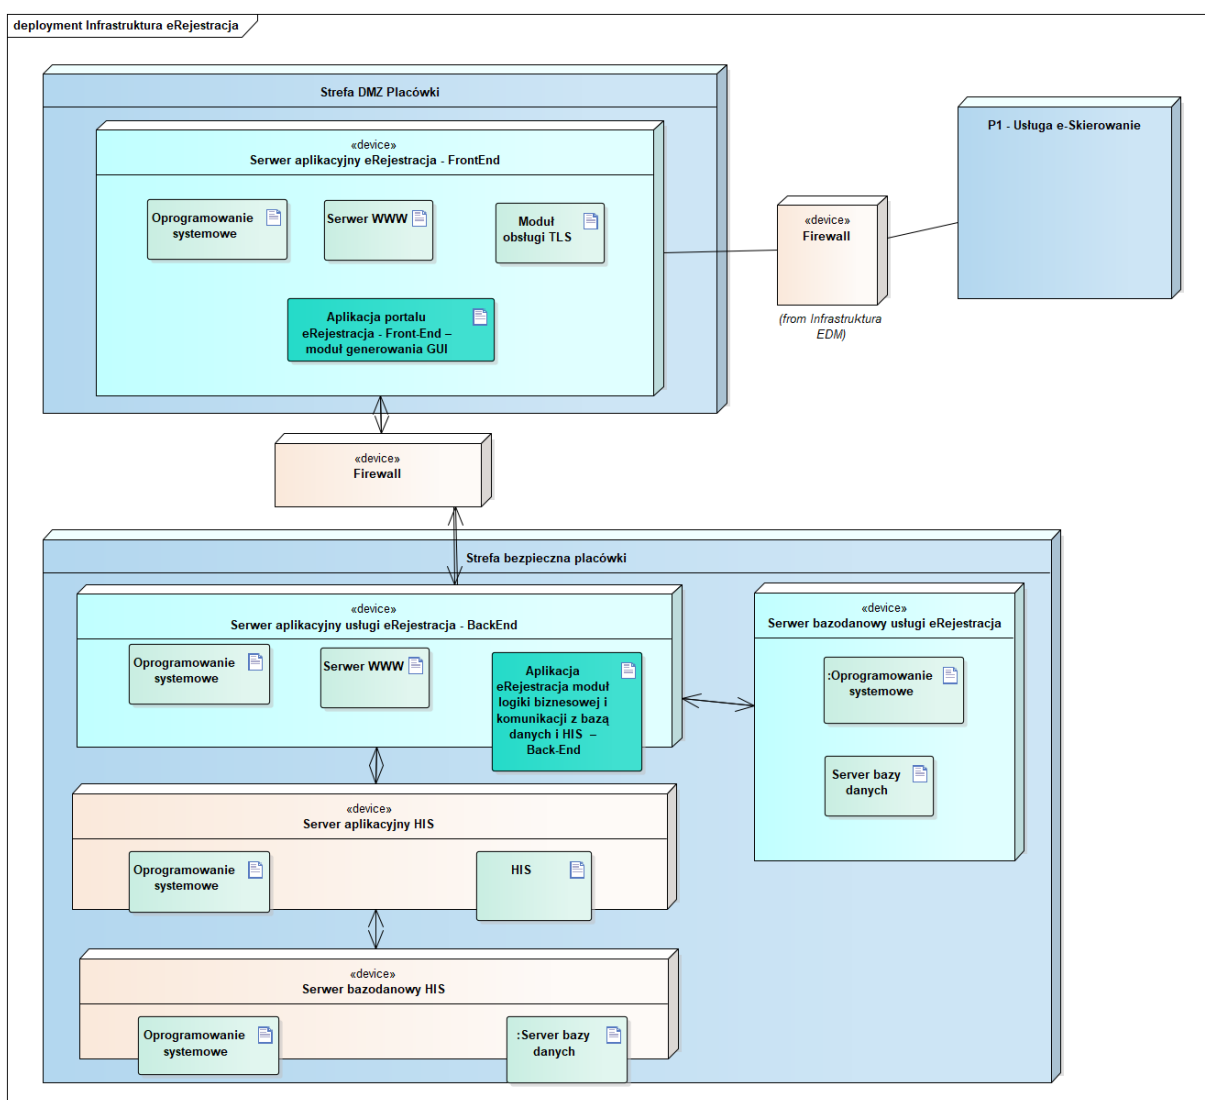 deployment Infrastruktura eRejestracja
Strefa DMZ Placówki
«device»
Serwer aplikacyjny eRejestracja - FrontEnd
Oprogramowanie
systemowe
Serwer WWW
Moduł
obsługi TLS
Aplikacja portalu
eRejestracja - Front-End –
moduł generowania GUI
«device»
Firewall
(from Infrastruktura
EDM)
P1 - Usługa e-Skierowanie
«device»
Firewall
Strefa bezpieczna placówki
«device»
Serwer aplikacyjny usługi eRejestracja - BackEnd
Oprogramowanie
systemowe
Serwer WWW
Aplikacja
eRejestracja moduł
logiki biznesowej i
komunikacji z bazą
danych i HIS –
Back-End
«device»
Serwer bazodanowy usługi eRejestracja
:Oprogramowanie
systemowe
Server bazy
danych
«device»
Server aplikacyjny HIS
Oprogramowanie
systemowe
HIS
«device»
Serwer bazodanowy HIS
Oprogramowanie
systemowe
:Server bazy
danych